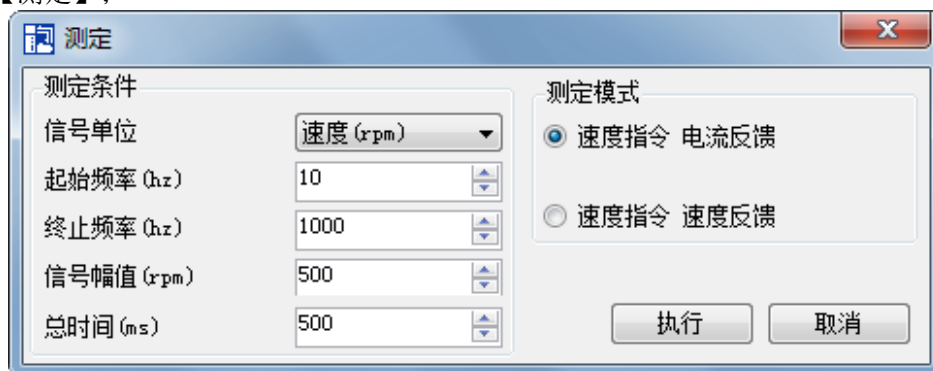 测定
测定条件
信号单位 速度(rpm)
起始频率(hz) 10
终止频率(hz) 1000
信号幅值(rpm) 500
总时间(ms) 500
测定模式
速度指令 电流反馈
速度指令 速度反馈
执行 取消